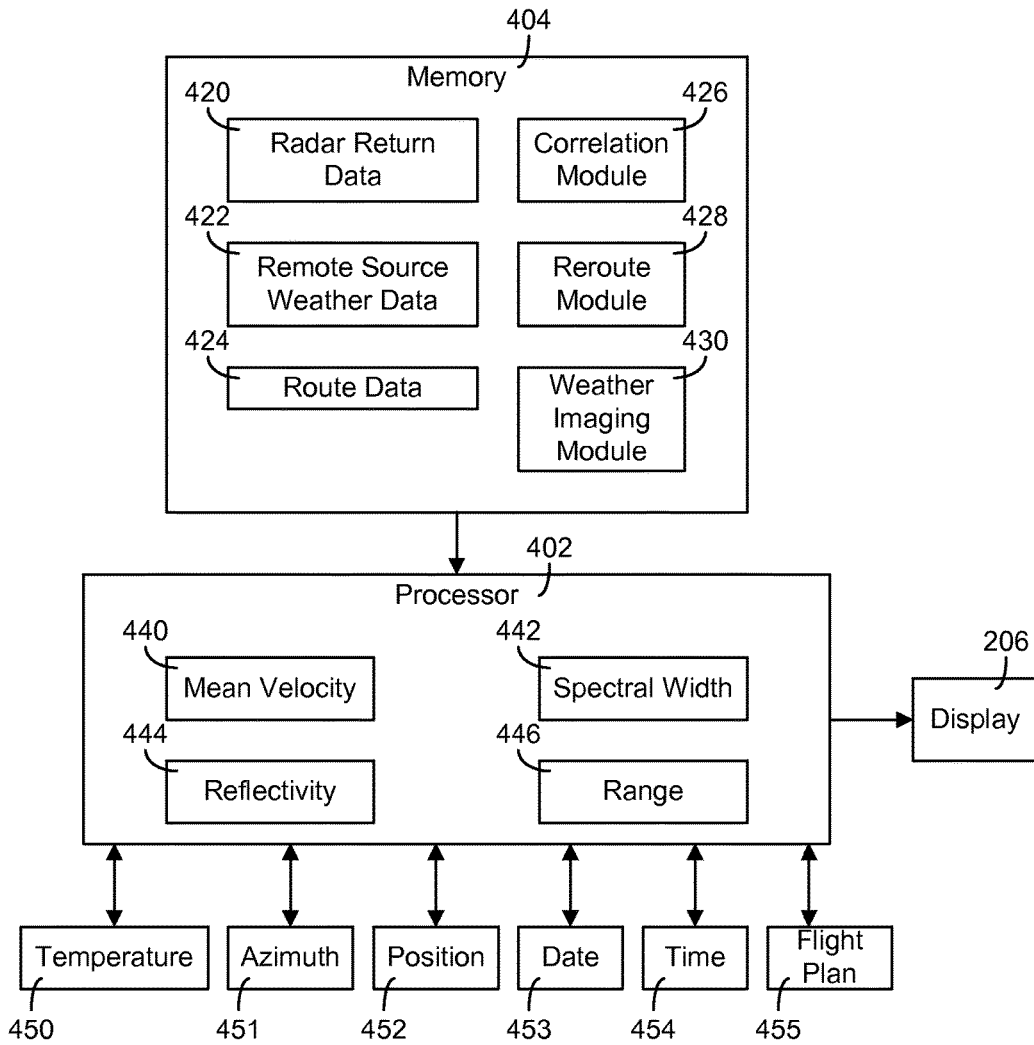 404
Memory
420
Radar Return
Data
426
Correlation
Module
422
Remote Source
Weather Data
428
Reroute
Module
424
Route Data
430
Weather
Imaging
Module
402
Processor
440
Mean Velocity
442
Spectral Width
444
Reflectivity
446
Range
206
Display
Temperature
Azimuth
Position
Date
Time
Flight
Plan
450
451
452
453
454
455